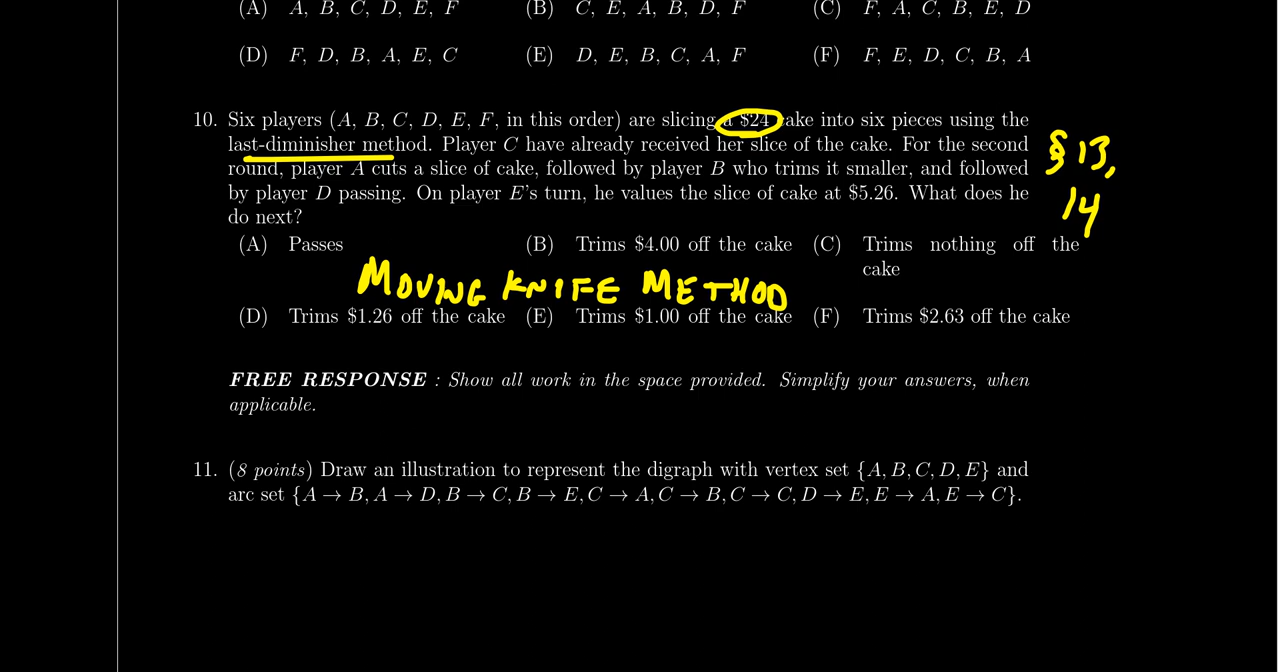 (A) A, B, C, D, E, F (B) C, E, A, B, D, F (C) F, A, C, B, E, D
(D) F, D, B, A, E, C (E) D, E, B, C, A, F (F) F, E, D, C, B, A
10. Six players (A, B, C, D, E, F, in this order) are slicing a $24 cake into six pieces using the
last-diminisher method. Player C have already received her slice of the cake. For the second
round, player A cuts a slice of cake, followed by player B who trims it smaller, and followed
by player D passing. On player E's turn, he values the slice of cake at $5.26. What does he
do next?
§13,
14
(A) Passes (B) Trims $4.00 off the cake (C) Trims nothing off the
cake
MOVING KNIFE METHOD
(D) Trims $1.26 off the cake (E) Trims $1.00 off the cake (F) Trims $2.63 off the cake
FREE RESPONSE : Show all work in the space provided. Simplify your answers, when
applicable.
11. (8 points) Draw an illustration to represent the digraph with vertex set {A, B, C, D, E} and
arc set {A → B, A → D, B → C, B → E, C → A, C → B, C → C, D → E, E → A, E → C}.